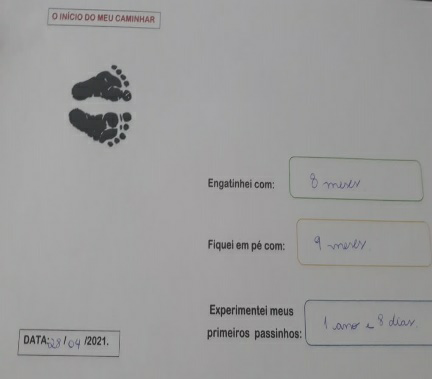 O INÍCIO DO MEU CAMINHAR
Engatinhei com: 8 meses
Fiquei em pé com: 9 meses
Experimentei meus
primeiros passinhos: 1 ano e 8 dias.
DATA: 28/04/2021.